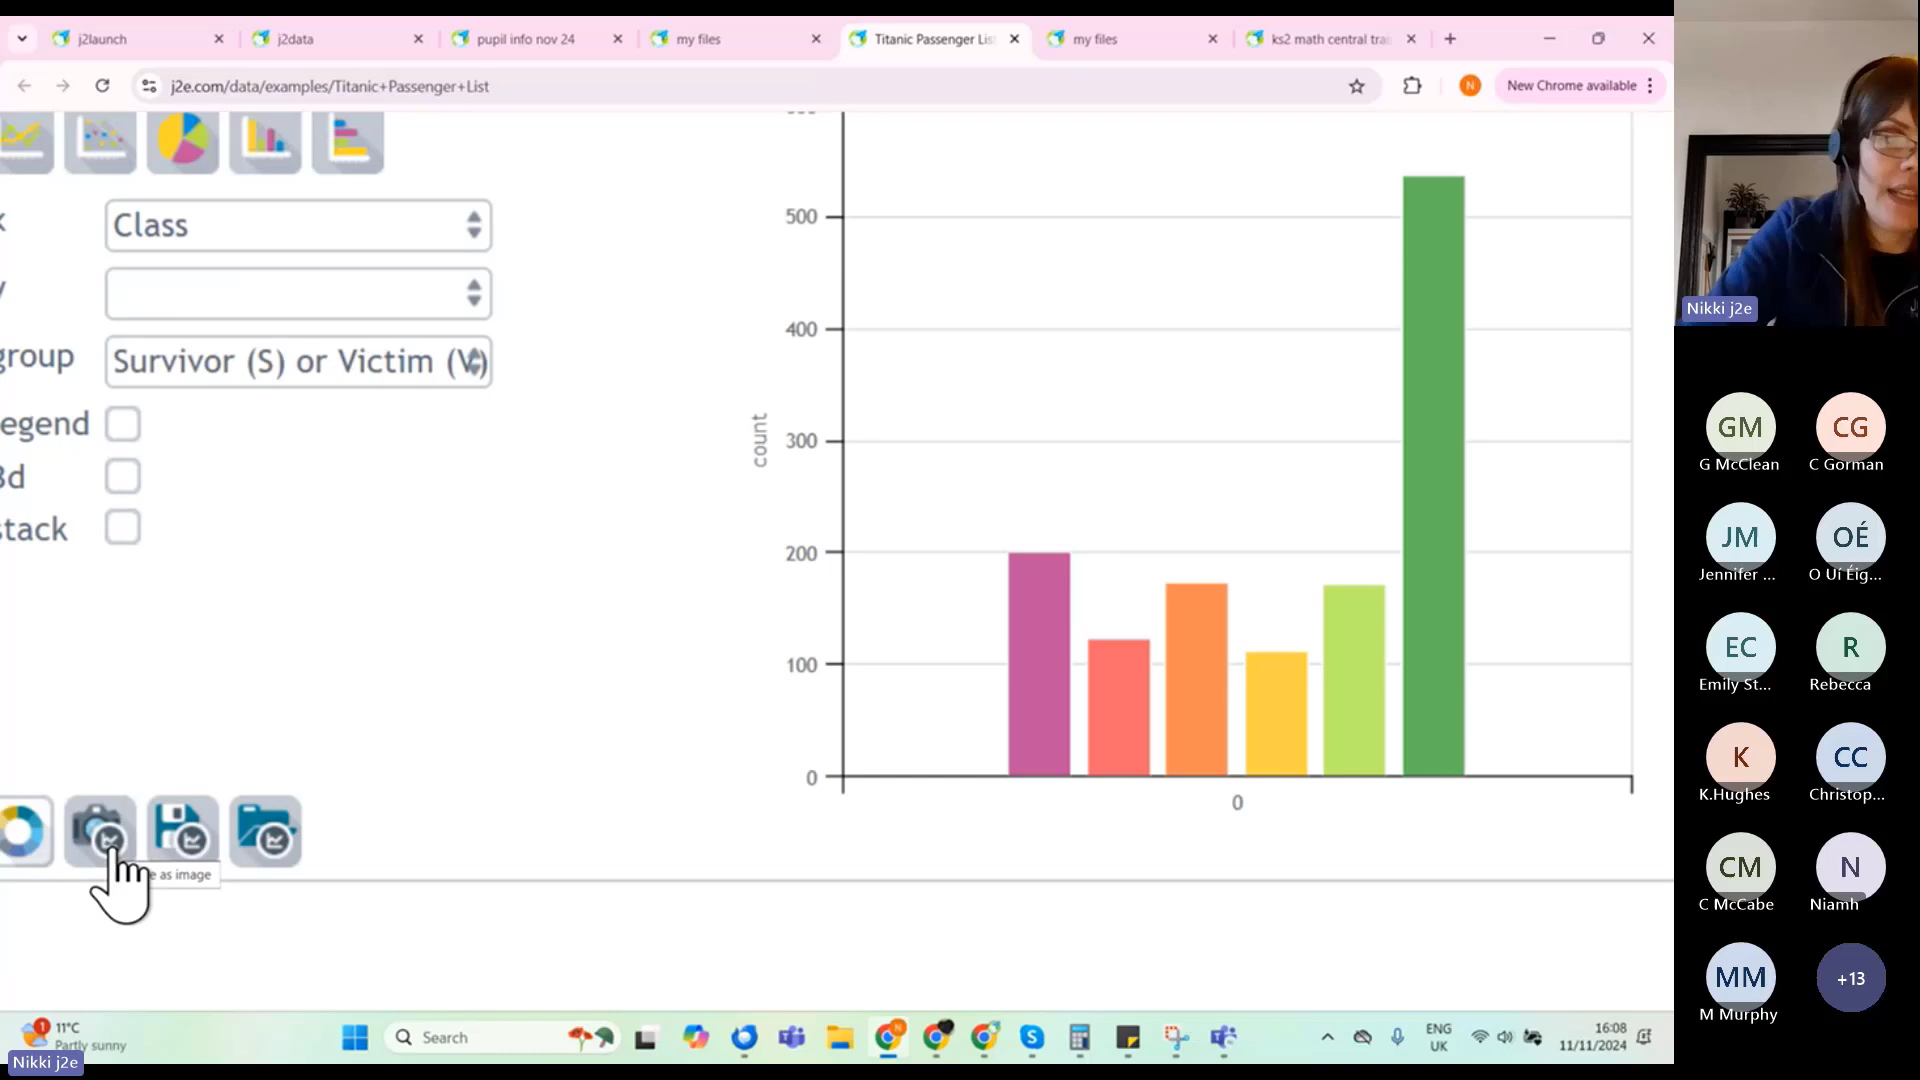 j2launch
j2data
pupil info nov 24
my files
Titanic Passenger Lis
my files
ks2 math central trai
j2e.com/data/examples/Titanic+Passenger+List
N
New Chrome available
Class
group
Survivor (S) or Victim (V)
egend
3d
stack
e as image
500
400
300
200
100
0
count
0
Nikki j2e
GM
G McClean
CG
C Gorman
JM
Jennifer ...
OÉ
O Uí Éig...
EC
Emily St...
R
Rebecca
K
K.Hughes
CC
Christop...
CM
C McCabe
N
Niamh
MM
M Murphy
+13
1
11°C
Partly sunny
Search
ENG
UK
16:08
11/11/2024
Nikki j2e